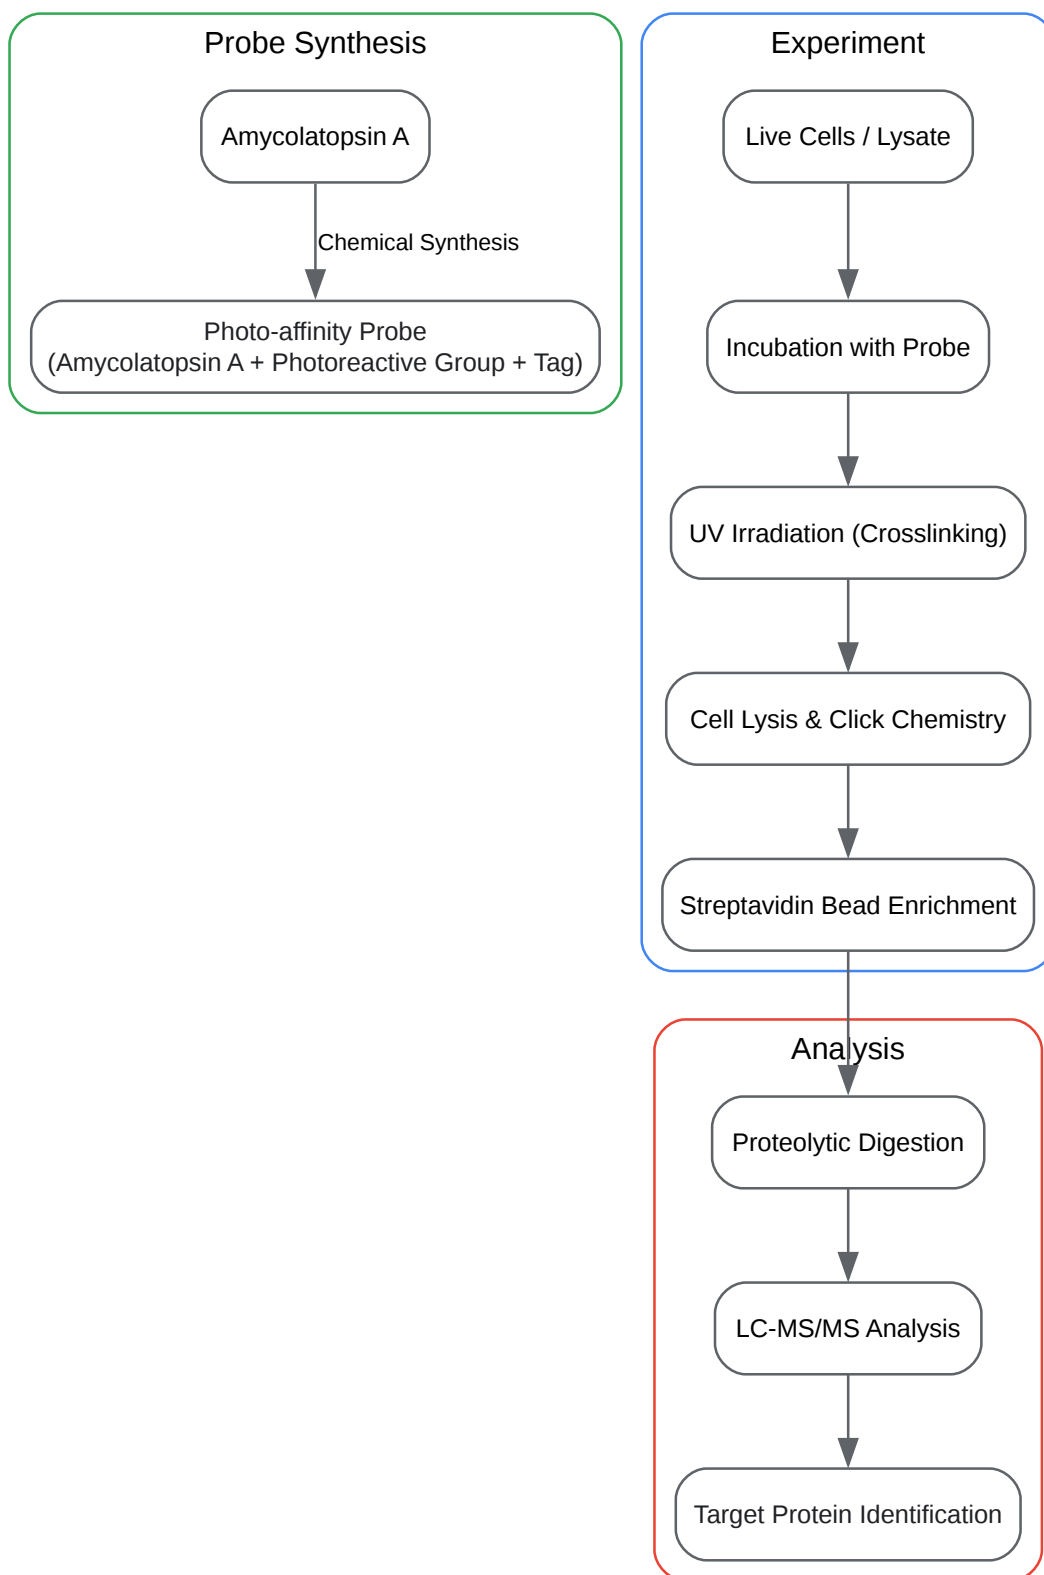 Probe Synthesis
Amycolatopsin A
Chemical Synthesis
Photo-affinity Probe
(Amycolatopsin A + Photoreactive Group + Tag)
Experiment
Live Cells / Lysate
Incubation with Probe
UV Irradiation (Crosslinking)
Cell Lysis & Click Chemistry
Streptavidin Bead Enrichment
Analysis
Proteolytic Digestion
LC-MS/MS Analysis
Target Protein Identification